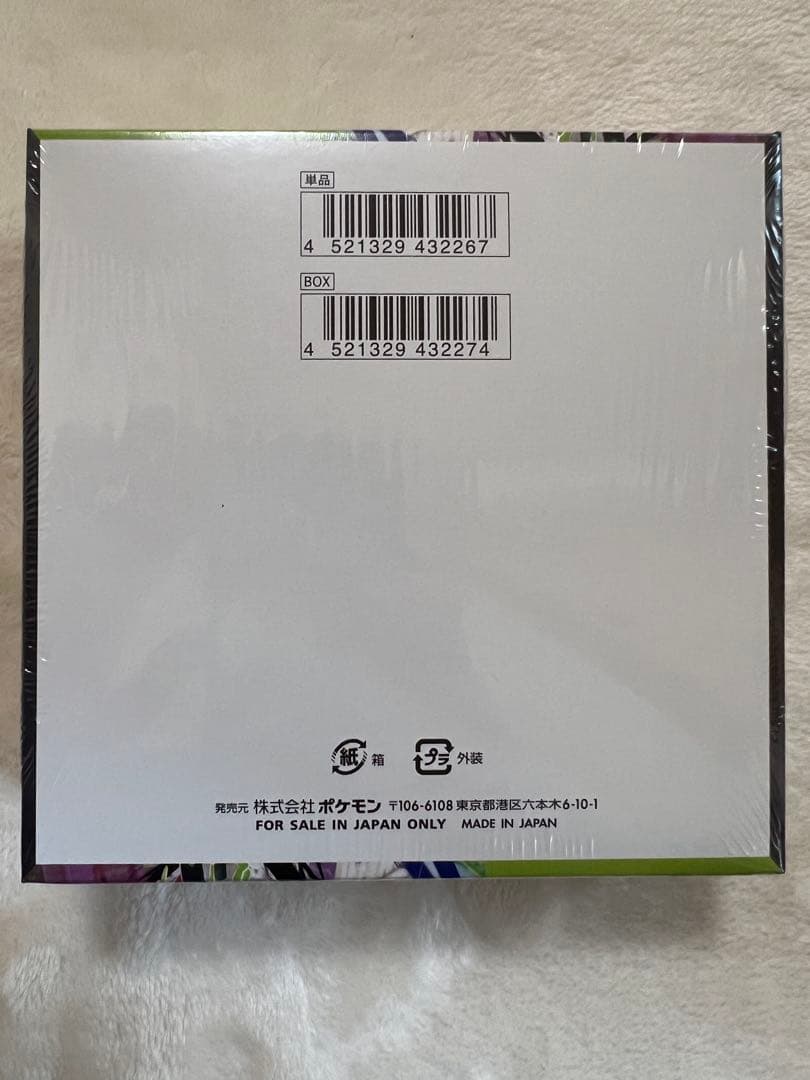 単品
4 521329 432267
BOX
4 521329 432274
紙 箱 プラ 外装
発売元 株式会社 ポケモン 〒106-6108 東京都港区六本木6-10-1
FOR SALE IN JAPAN ONLY MADE IN JAPAN